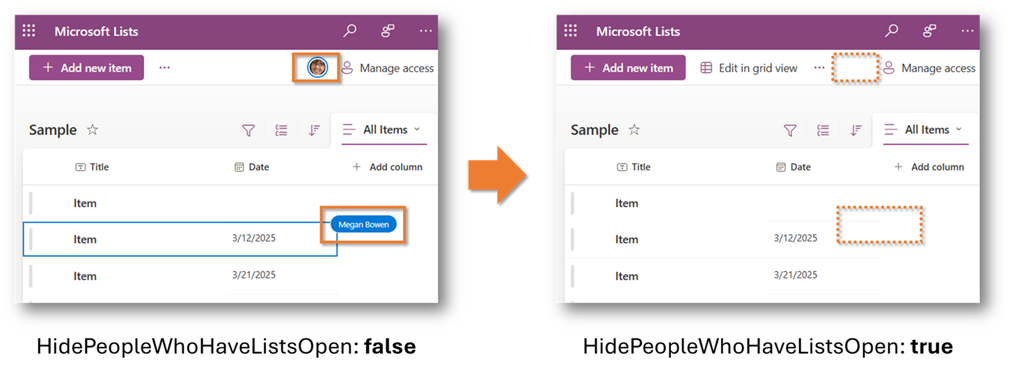 Microsoft Lists
Add new item
Manage access
Sample
All Items
Title Date Add column
Item
Megan Bowen
Item 3/12/2025
Item 3/21/2025
HidePeopleWhoHaveListsOpen: false
Microsoft Lists
Add new item Edit in grid view
Manage access
Sample
All Items
Title Date Add column
Item
Item 3/12/2025
Item 3/21/2025
HidePeopleWhoHaveListsOpen: true